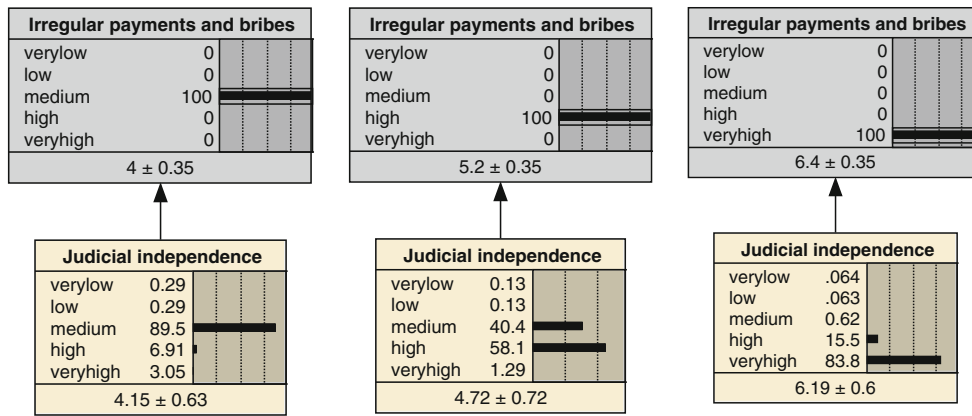 Irregular payments and bribes
verylow 0
low 0
medium 100
high 0
veryhigh 0
4 ± 0.35
Irregular payments and bribes
verylow 0
low 0
medium 0
high 100
veryhigh 0
5.2 ± 0.35
Irregular payments and bribes
verylow 0
low 0
medium 0
high 0
veryhigh 100
6.4 ± 0.35
Judicial independence
verylow 0.29
low 0.29
medium 89.5
high 6.91
veryhigh 3.05
4.15 ± 0.63
Judicial independence
verylow 0.13
low 0.13
medium 40.4
high 58.1
veryhigh 1.29
4.72 ± 0.72
Judicial independence
verylow .064
low .063
medium 0.62
high 15.5
veryhigh 83.8
6.19 ± 0.6